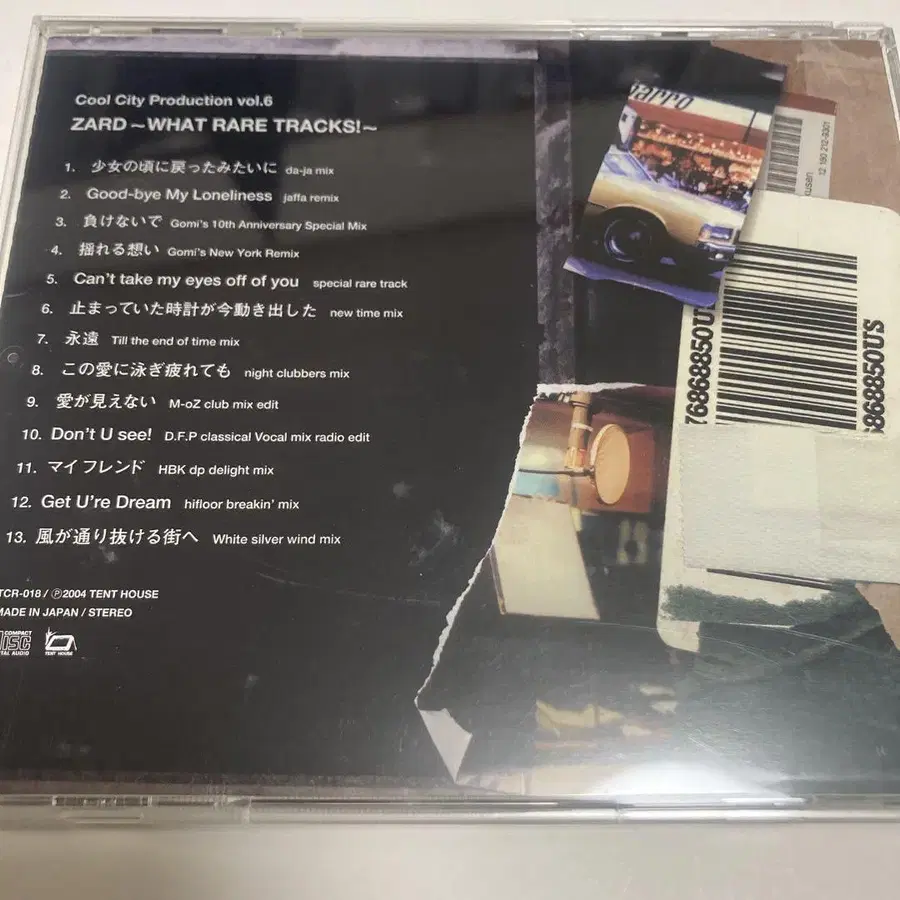 Cool City Production vol.6
ZARD ~WHAT RARE TRACKS!~
1. 少女の頃に戻ったみたいに da-ja mix
2. Good-bye My Loneliness jaffa remix
3. 負けないで Gomi's 10th Anniversary Special Mix
4. 揺れる想い Gomi's New York Remix
5. Can't take my eyes off of you special rare track
6. 止まっていた時計が今動き出した new time mix
7. 永遠 Till the end of time mix
8. この愛に泳ぎ疲れても night clubbers mix
9. 愛が見えない M-oZ club mix edit
10. Don't U see! D.F.P classical Vocal mix radio edit
11. マイ フレンド HBK dp delight mix
12. Get U're Dream hifloor breakin' mix
13. 風が通り抜ける街へ White silver wind mix
TCR-018 / Ⓟ2004 TENT HOUSE
MADE IN JAPAN / STEREO
COMPACT
DISC
DIGITAL AUDIO
TENT HOUSE
12 180 212-9301
76868850U
6868850US